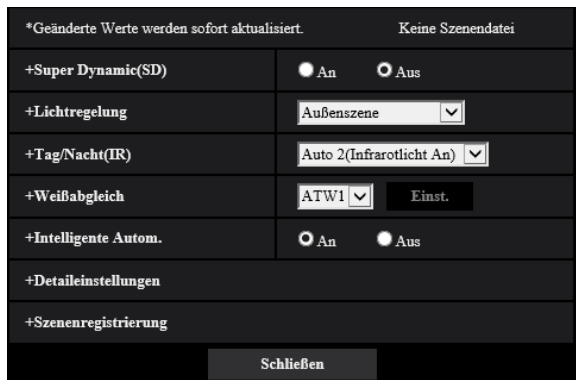 *Geänderte Werte werden sofort aktualisiert. Keine Szenendatei
+Super Dynamic(SD) An Aus
+Lichtregelung Außenszene
+Tag/Nacht(IR) Auto 2(Infrarotlicht An)
+Weißabgleich ATW1 Einst.
+Intelligente Autom. An Aus
+Detaileinstellungen
+Szenenregistrierung
Schließen